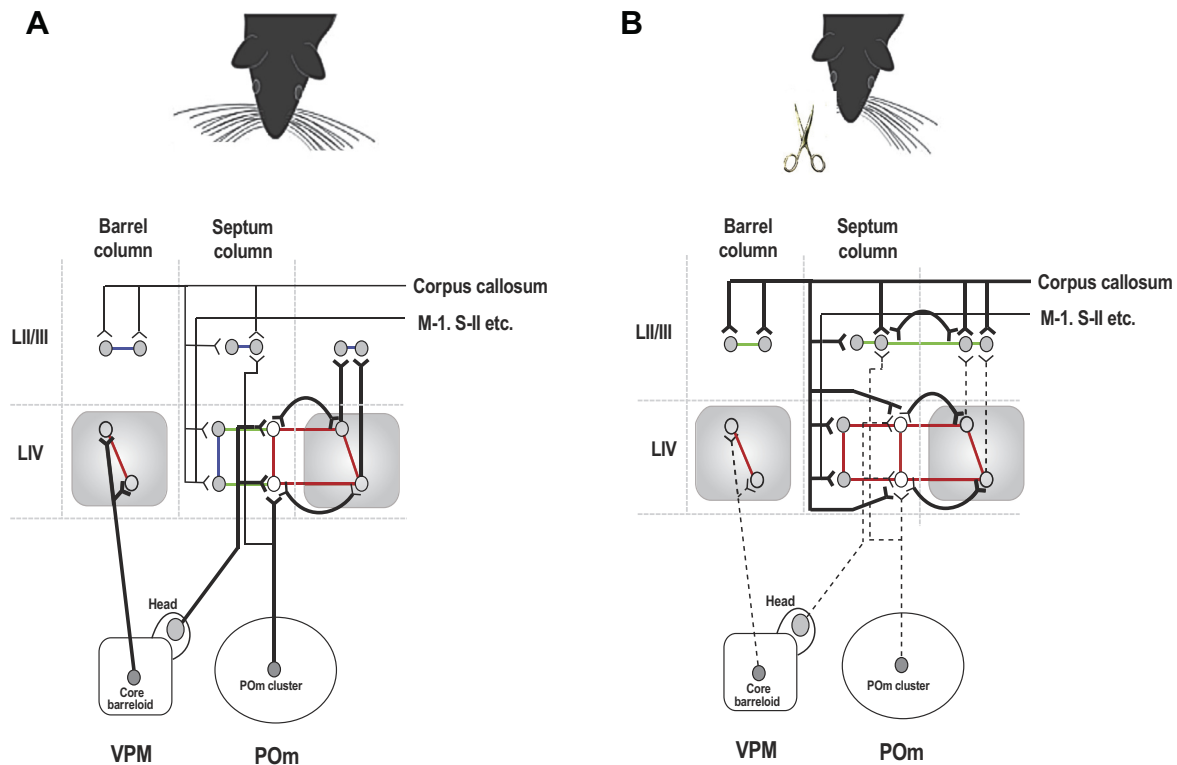 A
Barrel
column
Septum
column
Corpus callosum
M-1. S-II etc.
LII/III
LIV
Head
Core
barreloid
POm cluster
VPM
POm
B
Barrel
column
Septum
column
Corpus callosum
M-1. S-II etc.
LII/III
LIV
Head
Core
barreloid
POm cluster
VPM
POm